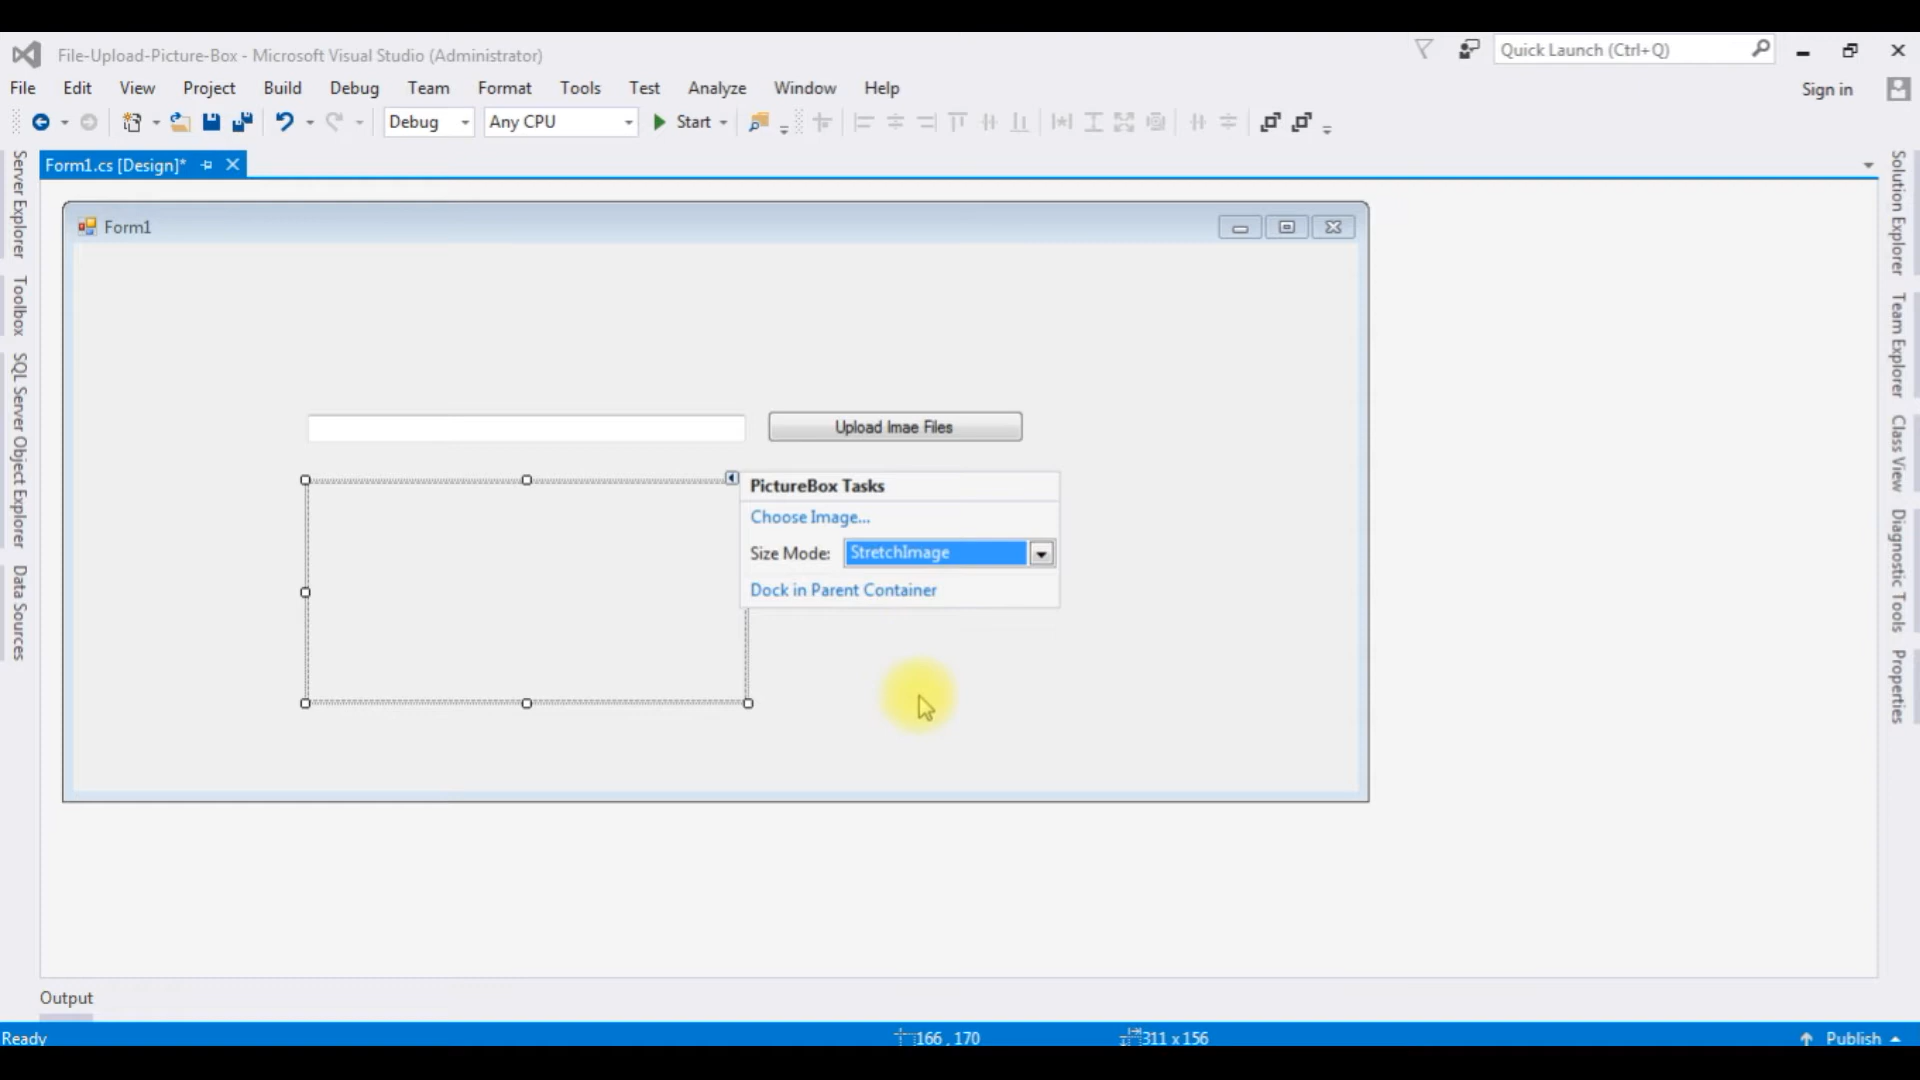 File-Upload-Picture-Box - Microsoft Visual Studio (Administrator)
Quick Launch (Ctrl+Q)
File Edit View Project Build Debug Team Format Tools Test Analyze Window Help
Sign in
Debug Any CPU Start
Form1.cs [Design]*
Server Explorer
Toolbox
SQL Server Object Explorer
Data Sources
Form1
Upload Imae Files
PictureBox Tasks
Choose Image...
Size Mode: StretchImage
Dock in Parent Container
Solution Explorer
Team Explorer
Class View
Diagnostic Tools
Properties
Output
Ready 166 , 170 311 x 156 Publish